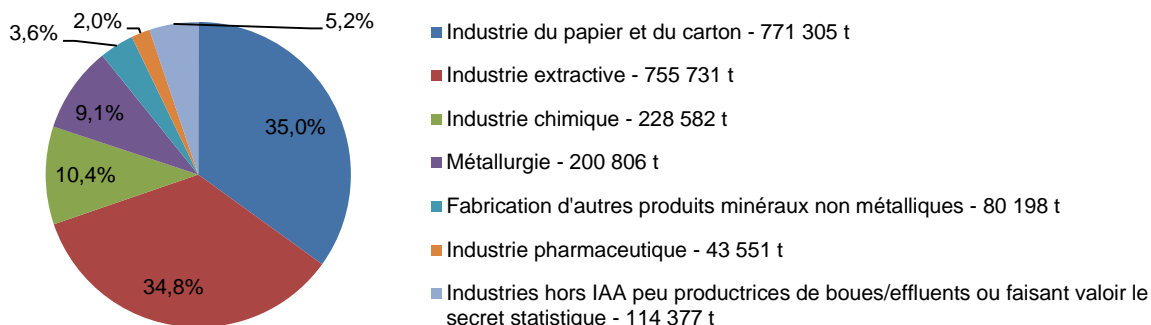 2,0%
5,2%
3,6%
9,1%
35,0%
10,4%
34,8%
Industrie du papier et du carton - 771 305 t
Industrie extractive - 755 731 t
Industrie chimique - 228 582 t
Métallurgie - 200 806 t
Fabrication d'autres produits minéraux non métalliques - 80 198 t
Industrie pharmaceutique - 43 551 t
Industries hors IAA peu productrices de boues/effluents ou faisant valoir le
secret statistique - 114 377 t